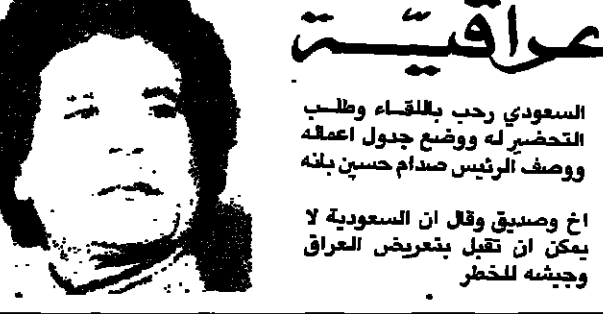 عراقيّة
السعودي رحب باللقاء وطلب
التحضير له ووضع جدول اعماله
ووصف الرئيس صدام حسين بانه
اخ وصديق وقال ان السعودية لا
يمكن ان تقبل بتعريض العراق
وجيشه للخطر